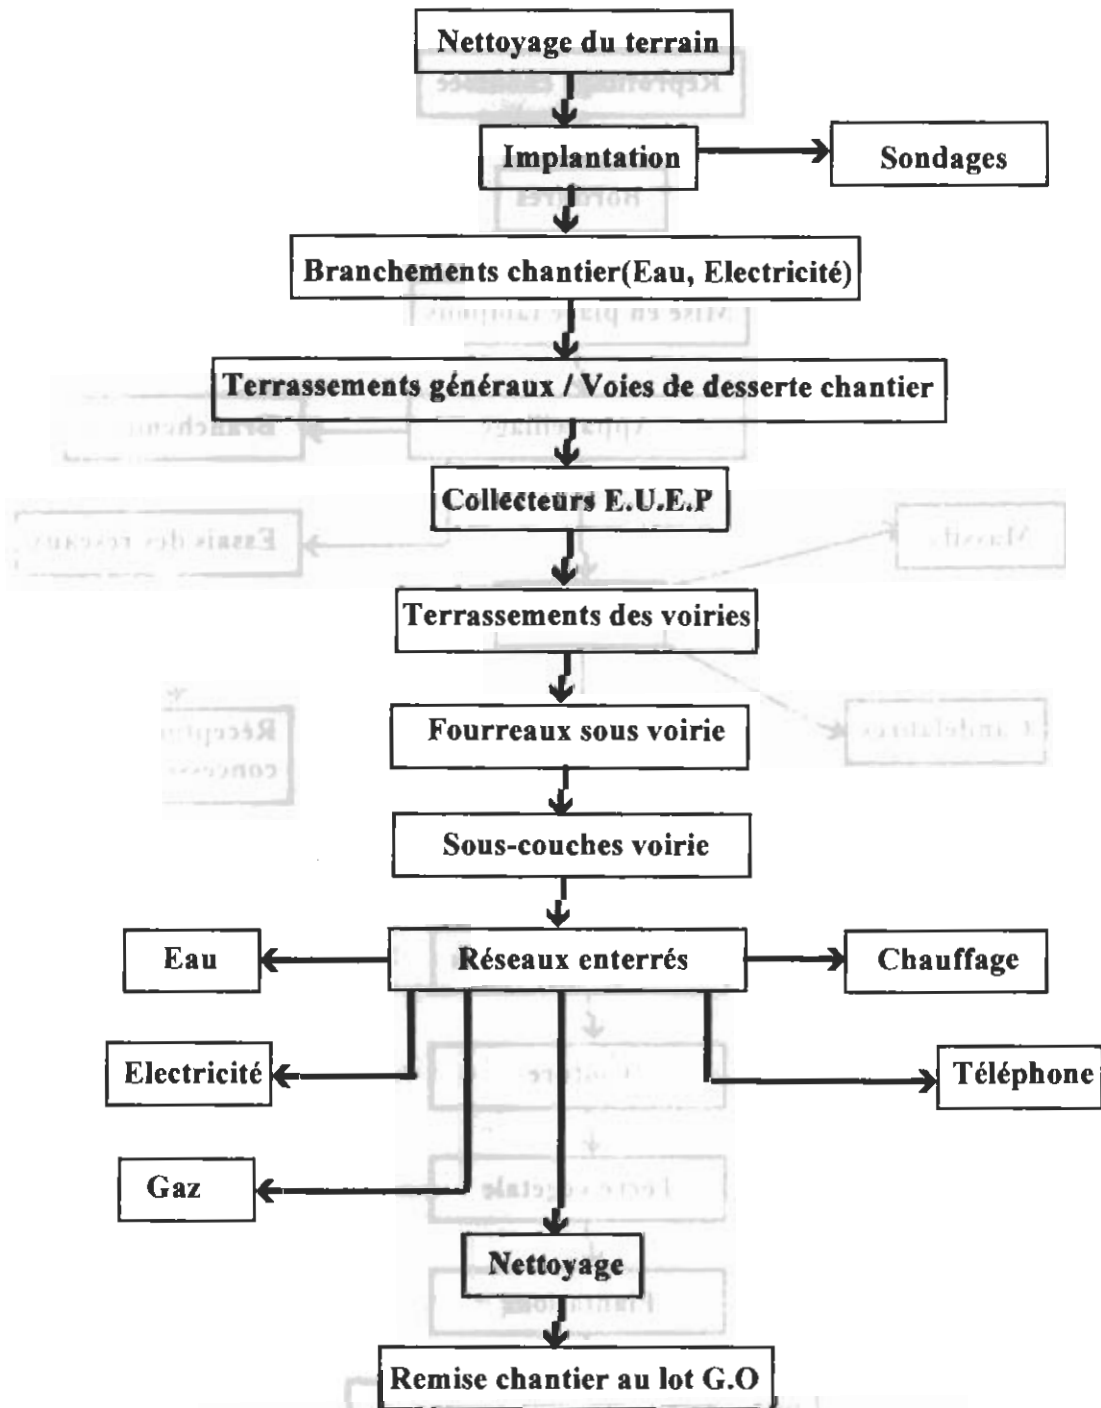 Nettoyage du terrain
Implantation
Sondages
Branchements chantier(Eau, Electricité)
Terrassements généraux / Voies de desserte chantier
Collecteurs E.U.E.P
Terrassements des voiries
Fourreaux sous voirie
Sous-couches voirie
Eau
Réseaux enterrés
Chauffage
Electricité
Téléphone
Gaz
Nettoyage
Remise chantier au lot G.O